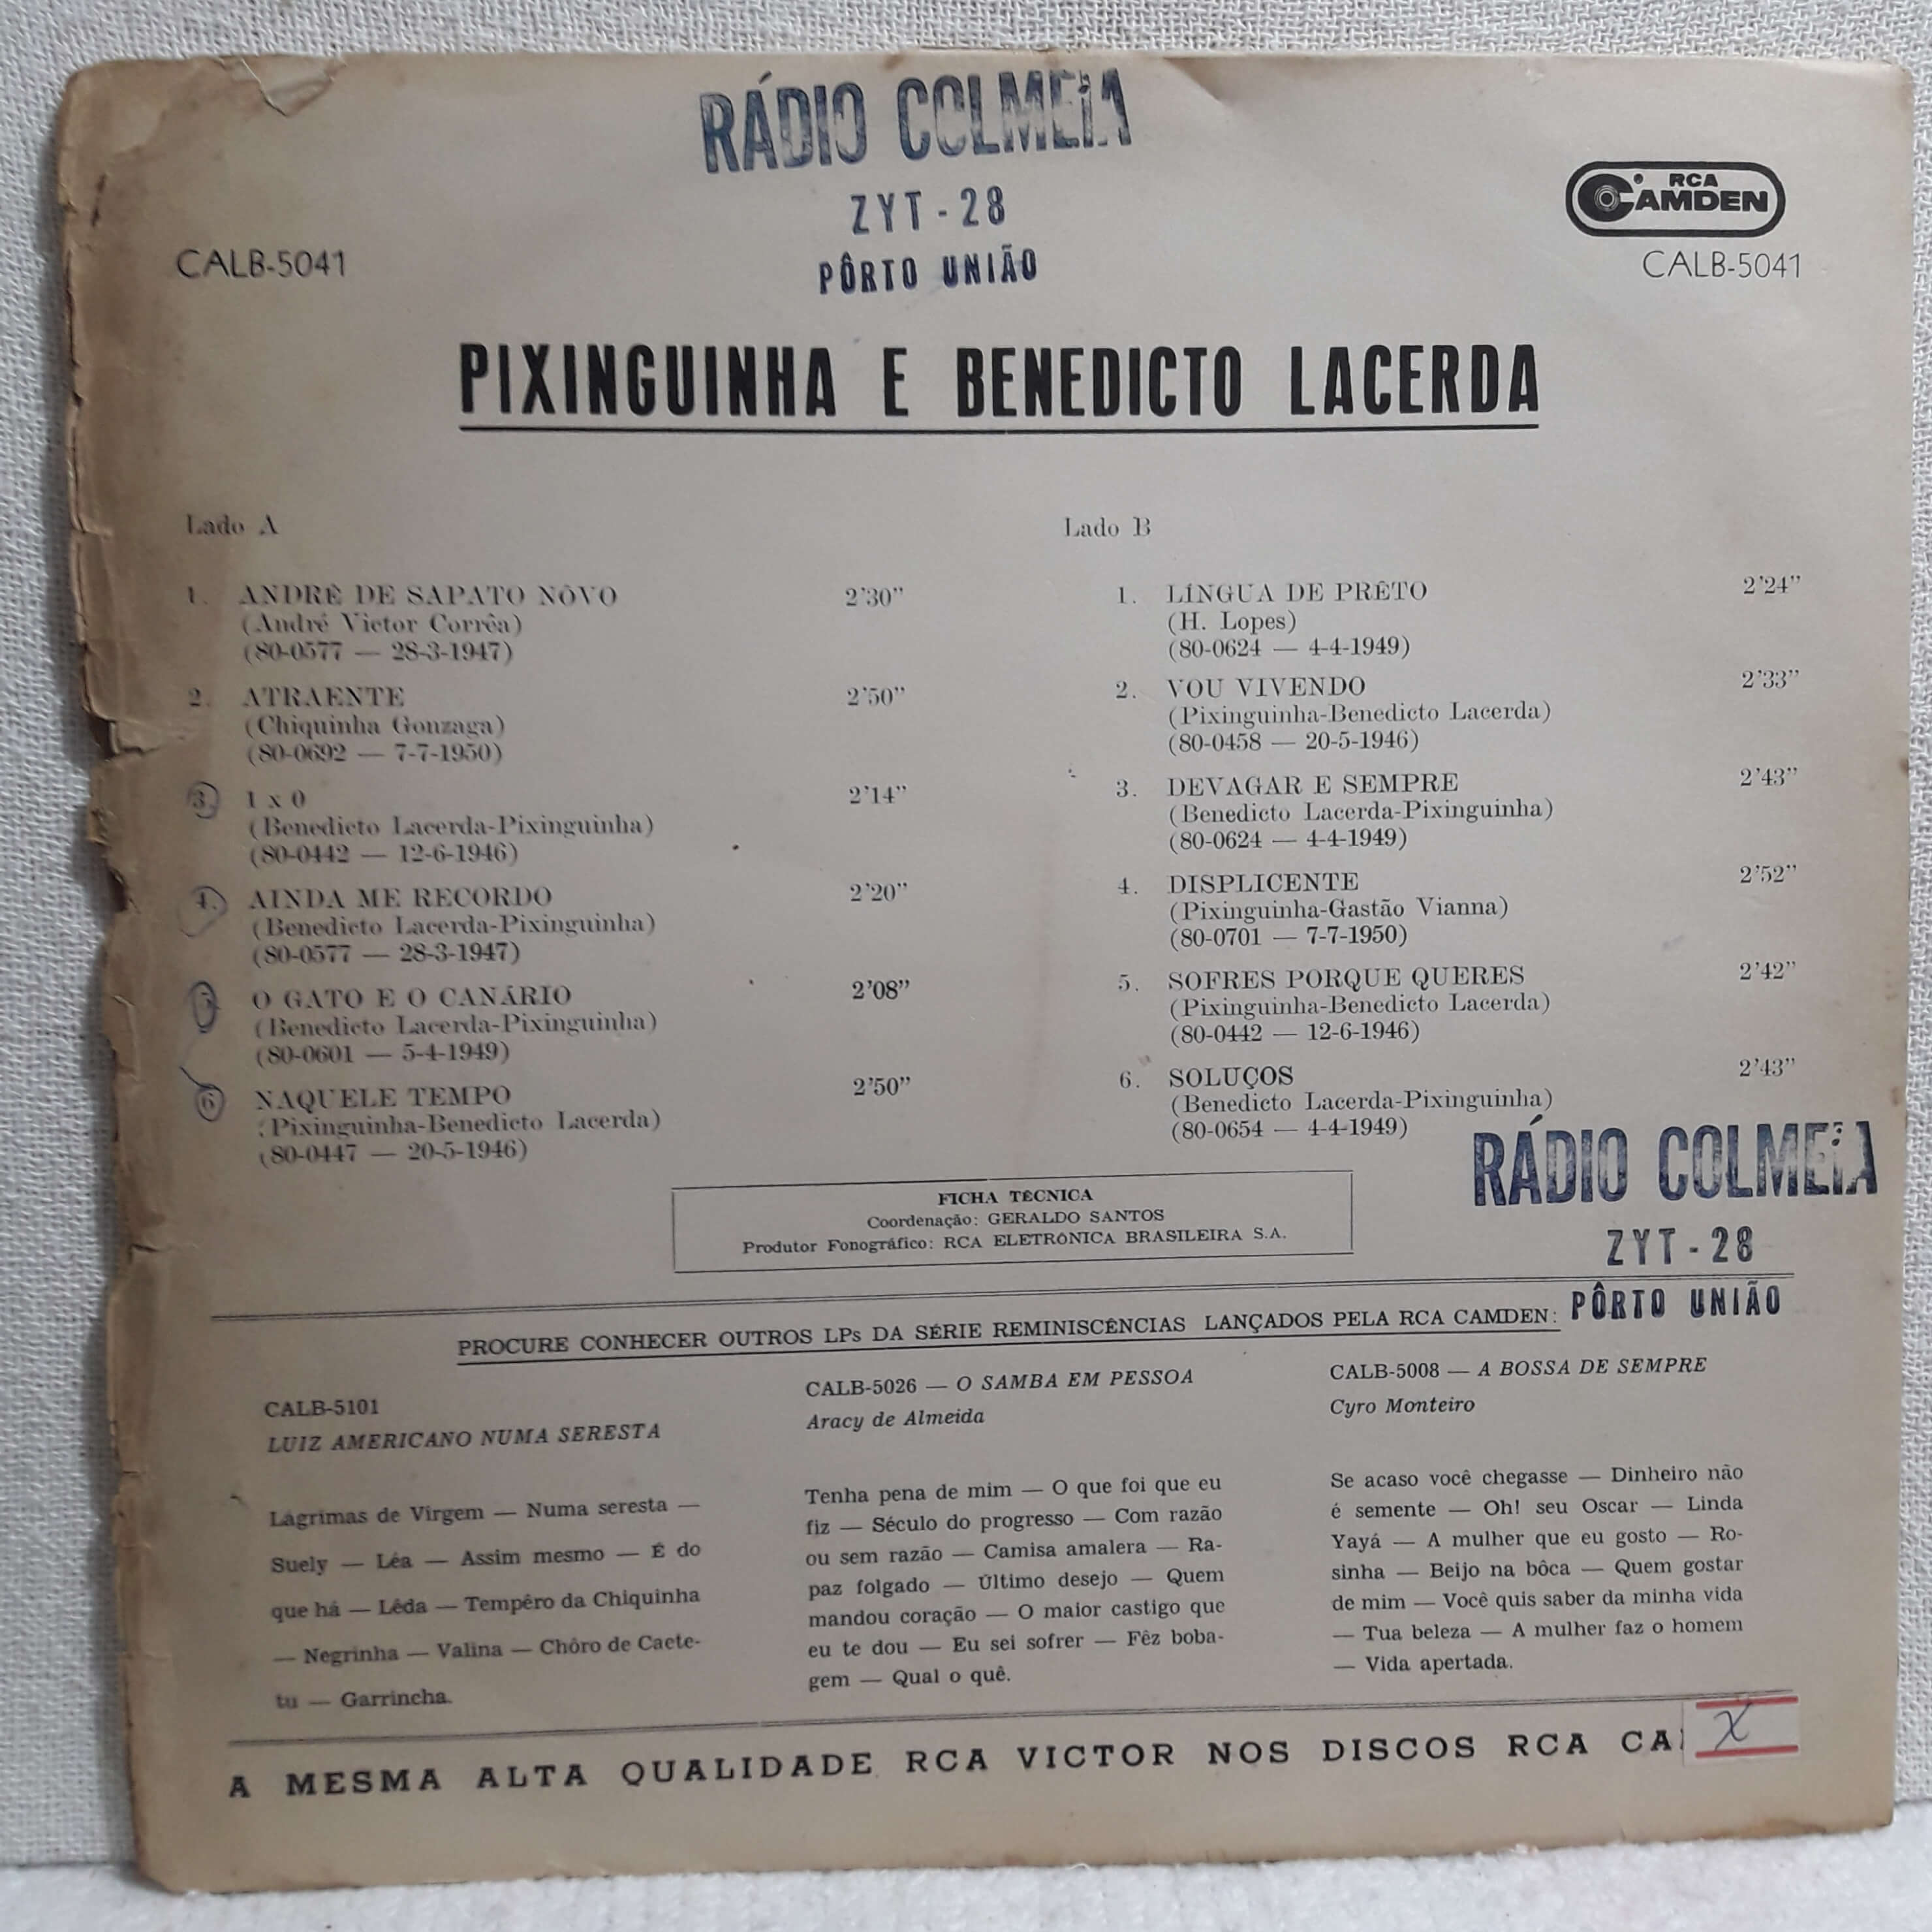 RÁDIO COLMEIA
ZYT-28
PÔRTO UNIÃO
RCA
CAMDEN
CALB-5041
CALB-5041
PIXINGUINHA E BENEDICTO LACERDA
Lado A
1. ANDRÉ DE SAPATO NÔVO 2'30"
(André Victor Corrêa)
(80-0577 — 28-3-1947)
2. ATRAENTE 2'50"
(Chiquinha Gonzaga)
(80-0692 — 7-7-1950)
3. 1 x 0 2'14"
(Benedicto Lacerda-Pixinguinha)
(80-0442 — 12-6-1946)
4. AINDA ME RECORDO 2'20"
(Benedicto Lacerda-Pixinguinha)
(80-0577 — 28-3-1947)
5. O GATO E O CANÁRIO 2'08"
(Benedicto Lacerda-Pixinguinha)
(80-0601 — 5-4-1949)
6. NAQUELE TEMPO 2'50"
(Pixinguinha-Benedicto Lacerda)
(80-0447 — 20-5-1946)
Lado B
1. LÍNGUA DE PRÊTO 2'24"
(H. Lopes)
(80-0624 — 4-4-1949)
2. VOU VIVENDO 2'33"
(Pixinguinha-Benedicto Lacerda)
(80-0458 — 20-5-1946)
3. DEVAGAR E SEMPRE 2'43"
(Benedicto Lacerda-Pixinguinha)
(80-0624 — 4-4-1949)
4. DISPLICENTE 2'52"
(Pixinguinha-Gastão Vianna)
(80-0701 — 7-7-1950)
5. SOFRES PORQUE QUERES 2'42"
(Pixinguinha-Benedicto Lacerda)
(80-0442 — 12-6-1946)
6. SOLUÇOS 2'43"
(Benedicto Lacerda-Pixinguinha)
(80-0654 — 4-4-1949)
RÁDIO COLMEIA
ZYT-28
PÔRTO UNIÃO
FICHA TÉCNICA
Coordenação: GERALDO SANTOS
Produtor Fonográfico: RCA ELETRÔNICA BRASILEIRA S.A.
PROCURE CONHECER OUTROS LPs DA SÉRIE REMINISCÊNCIAS LANÇADOS PELA RCA CAMDEN:
CALB-5101
LUIZ AMERICANO NUMA SERESTA
Lágrimas de Virgem — Numa seresta —
Suely — Léa — Assim mesmo — É do
que há — Lêda — Tempêro da Chiquinha
— Negrinha — Valina — Chôro de Caete-
tu — Garrincha.
CALB-5026 — O SAMBA EM PESSOA
Aracy de Almeida
Tenha pena de mim — O que foi que eu
fiz — Século do progresso — Com razão
ou sem razão — Camisa amalera — Ra-
paz folgado — Último desejo — Quem
mandou coração — O maior castigo que
eu te dou — Eu sei sofrer — Fêz boba-
gem — Qual o quê.
CALB-5008 — A BOSSA DE SEMPRE
Cyro Monteiro
Se acaso você chegasse — Dinheiro não
é semente — Oh! seu Oscar — Linda
Yayá — A mulher que eu gosto — Ro-
sinha — Beijo na bôca — Quem gostar
de mim — Você quis saber da minha vida
— Tua beleza — A mulher faz o homem
— Vida apertada.
A MESMA ALTA QUALIDADE RCA VICTOR NOS DISCOS RCA CA
X